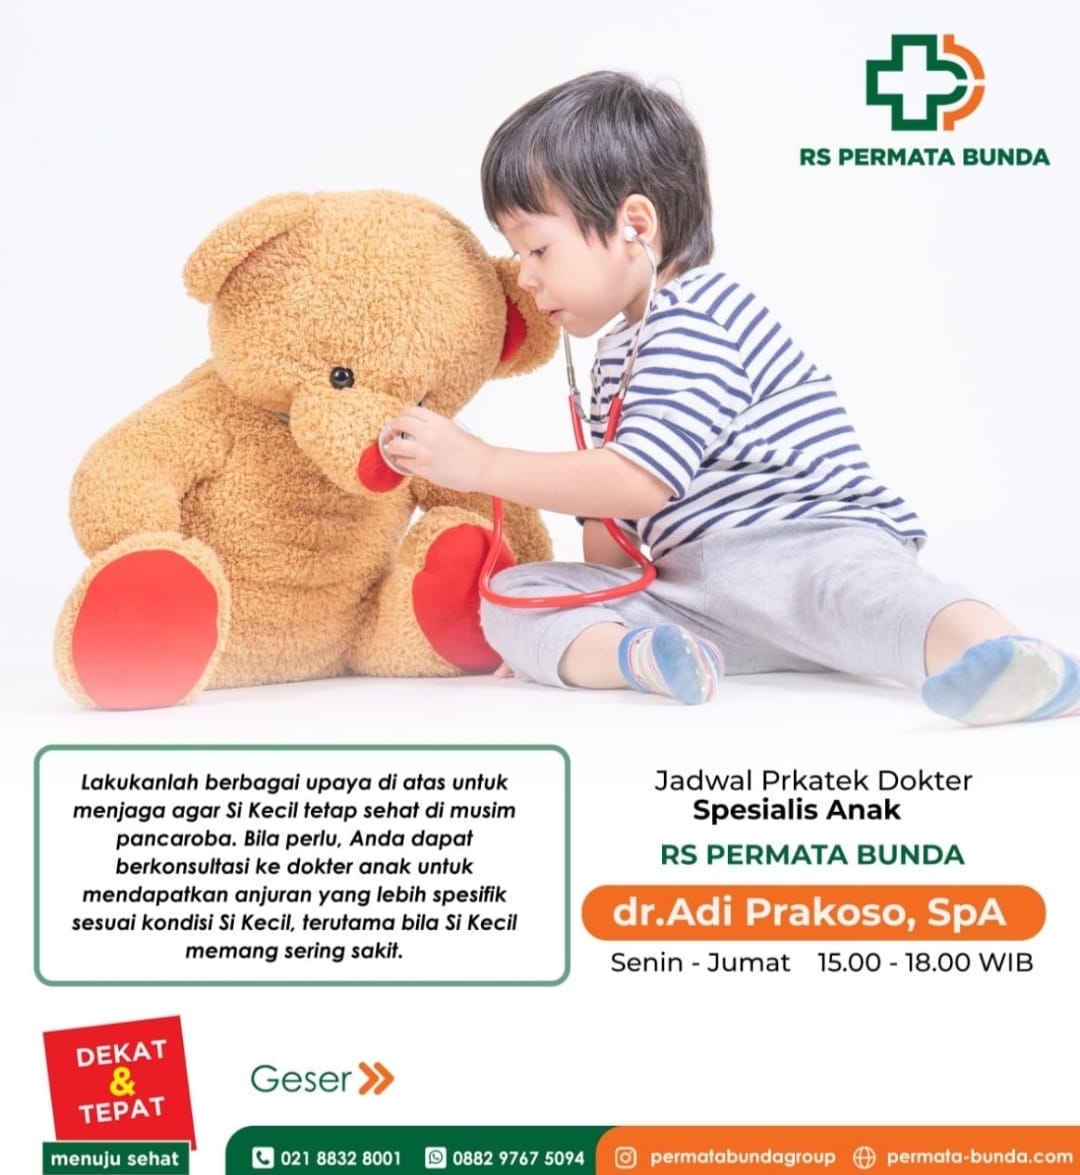 RS PERMATA BUNDA
Lakukanlah berbagai upaya di atas untuk
menjaga agar Si Kecil tetap sehat di musim
pancaroba. Bila perlu, Anda dapat
berkonsultasi ke dokter anak untuk
mendapatkan anjuran yang lebih spesifik
sesuai kondisi Si Kecil, terutama bila Si Kecil
memang sering sakit.
Jadwal Prkatek Dokter
Spesialis Anak
RS PERMATA BUNDA
dr.Adi Prakoso, SpA
Senin - Jumat 15.00 - 18.00 WIB
DEKAT
&
TEPAT
menuju sehat
Geser
021 8832 8001 0882 9767 5094 permatabundagroup permata-bunda.com